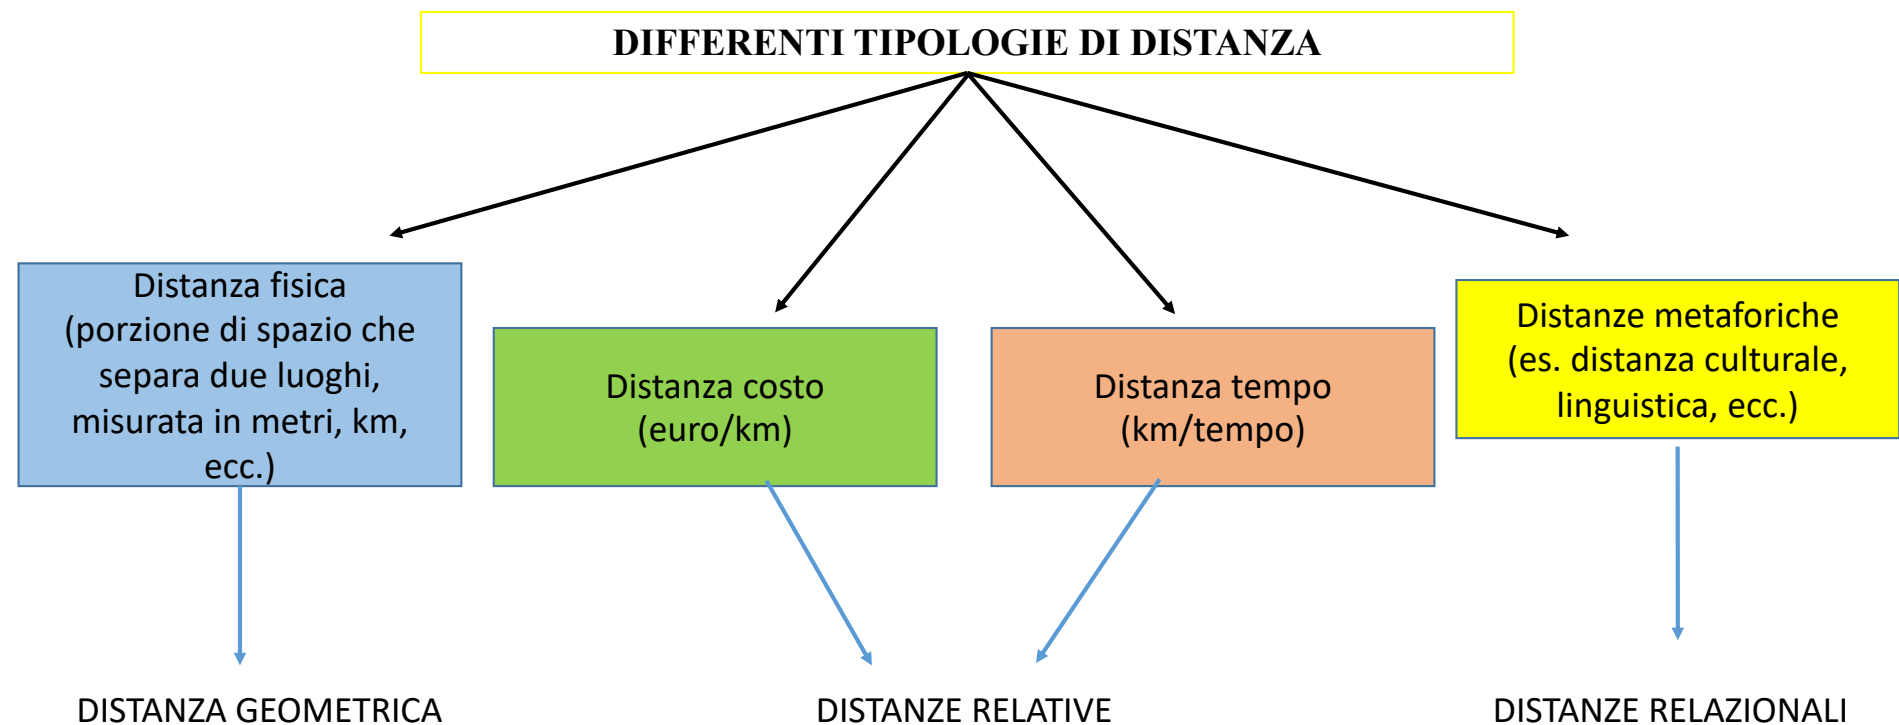 DIFFERENTI TIPOLOGIE DI DISTANZA
Distanza fisica
(porzione di spazio che
separa due luoghi,
misurata in metri, km,
ecc.)
Distanza costo
(euro/km)
Distanza tempo
(km/tempo)
Distanze metaforiche
(es. distanza culturale,
linguistica, ecc.)
DISTANZA GEOMETRICA
DISTANZE RELATIVE
DISTANZE RELAZIONALI